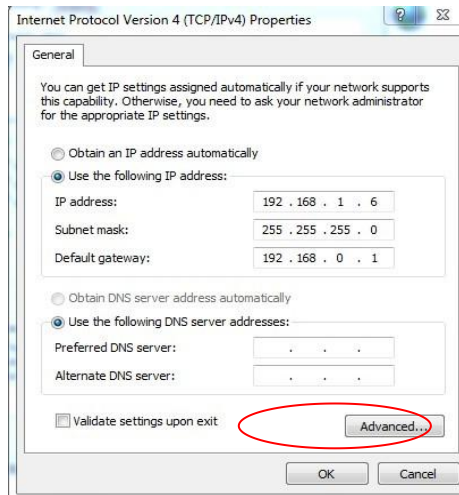 Internet Protocol Version 4 (TCP/IPv4) Properties
General
You can get IP settings assigned automatically if your network supports
this capability. Otherwise, you need to ask your network administrator
for the appropriate IP settings.
Obtain an IP address automatically
Use the following IP address:
IP address: 192 . 168 . 1 . 6
Subnet mask: 255 . 255 . 255 . 0
Default gateway: 192 . 168 . 0 . 1
Obtain DNS server address automatically
Use the following DNS server addresses:
Preferred DNS server: . . .
Alternate DNS server: . . .
Validate settings upon exit Advanced...
OK Cancel